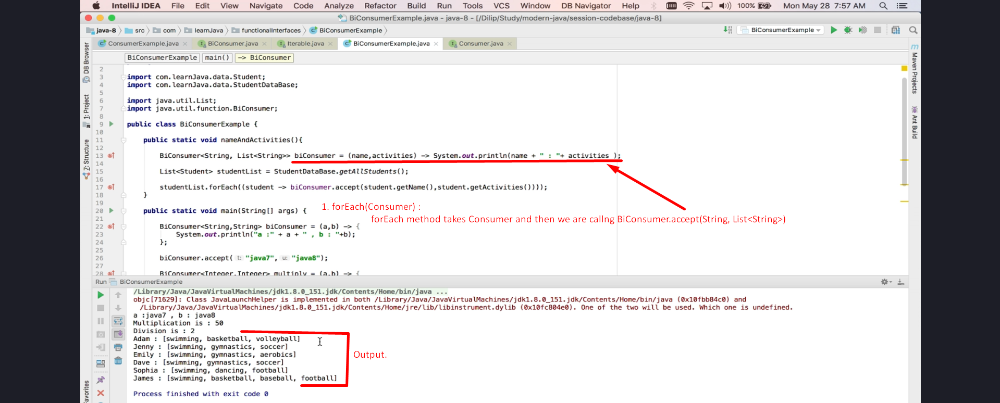 IntelliJ IDEA File Edit View Navigate Code Analyze Refactor Build Run Tools VCS Window DB Navigator Help 100% Mon May 28 7:57 AM
BiConsumerExample.java - java-8 - [/Dilip/Study/modern-java/session-codebase/java-8]
java-8 src com learnJava functionalInterfaces BiConsumerExample BiConsumerExample
ConsumerExample.java BiConsumer.java Iterable.java BiConsumerExample.java Consumer.java
BiConsumerExample main() -> BiConsumer
DB Browser
1: Project
Z: Structure
Maven Projects
Ant Build
2
3 import com.learnJava.data.Student;
4 import com.learnJava.data.StudentDataBase;
5
6 import java.util.List;
7 import java.util.function.BiConsumer;
8
9 public class BiConsumerExample {
10
11 public static void nameAndActivities(){
12
13 BiConsumer<String, List<String>> biConsumer = (name,activities) -> System.out.println(name + " : "+ activities );
14
15 List<Student> studentList = StudentDataBase.getAllStudents();
16
17 studentList.forEach((student -> biConsumer.accept(student.getName(),student.getActivities())));
18 }
19
1. forEach(Consumer) :
20 public static void main(String[] args) {
forEach method takes Consumer and then we are callng BiConsumer.accept(String, List<String>)
21
22 BiConsumer<String,String> biConsumer = (a,b) -> {
23 System.out.println("a :" + a + " , b : "+b);
24 };
25
26 biConsumer.accept( t: "java7", u: "java8");
27
28 BiConsumer<Integer,Integer> multiply = (a,b) -> {
Run BiConsumerExample
/Library/Java/JavaVirtualMachines/jdk1.8.0_151.jdk/Contents/Home/bin/java ...
objc[71629]: Class JavaLaunchHelper is implemented in both /Library/Java/JavaVirtualMachines/jdk1.8.0_151.jdk/Contents/Home/bin/java (0x10fbb84c0) and
/Library/Java/JavaVirtualMachines/jdk1.8.0_151.jdk/Contents/Home/jre/lib/libinstrument.dylib (0x10fc804e0). One of the two will be used. Which one is undefined.
a :java7 , b : java8
Multiplication is : 50
Division is : 2
Adam : [swimming, basketball, volleyball]
Jenny : [swimming, gymnastics, soccer]
Emily : [swimming, gymnastics, aerobics]
Output.
Dave : [swimming, gymnastics, soccer]
Sophia : [swimming, dancing, football]
James : [swimming, basketball, baseball, football]
Process finished with exit code 0
avorites